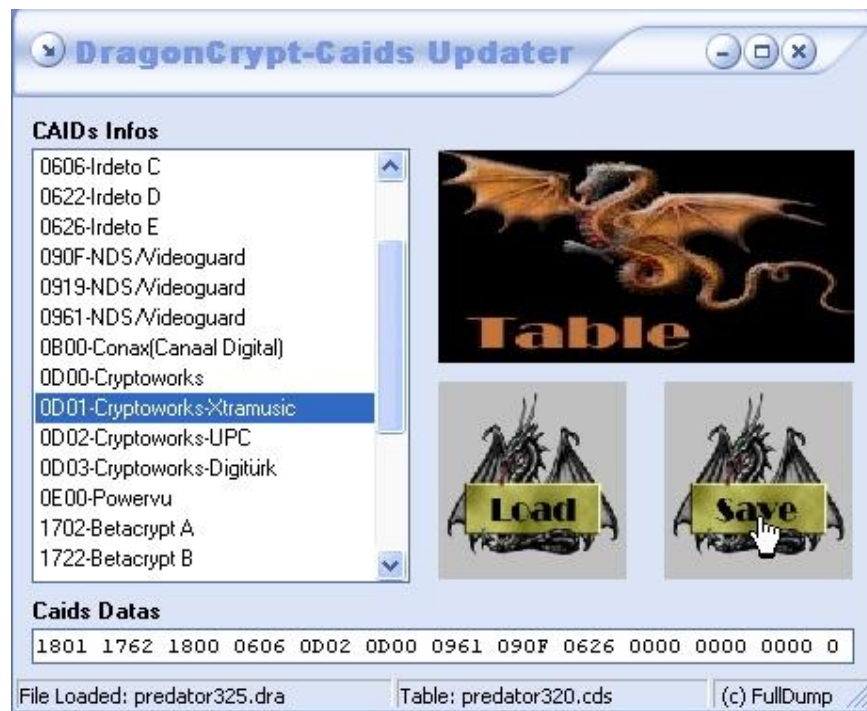 DragonCrypt-Caids Updater
CAIDs Infos
0606-Irdeto C
0622-Irdeto D
0626-Irdeto E
090F-NDS/Videoguard
0919-NDS/Videoguard
0961-NDS/Videoguard
0B00-Conax(Canaal Digital)
0D00-Cryptoworks
0D01-Cryptoworks-Xtramusic
0D02-Cryptoworks-UPC
0D03-Cryptoworks-Digitürk
0E00-Powervu
1702-Betacrypt A
1722-Betacrypt B
Table
Load
Save
Caids Datas
1801 1762 1800 0606 0D02 0D00 0961 090F 0626 0000 0000 0000 0
File Loaded: predator325.dra
Table: predator320.cds
(c) FullDump